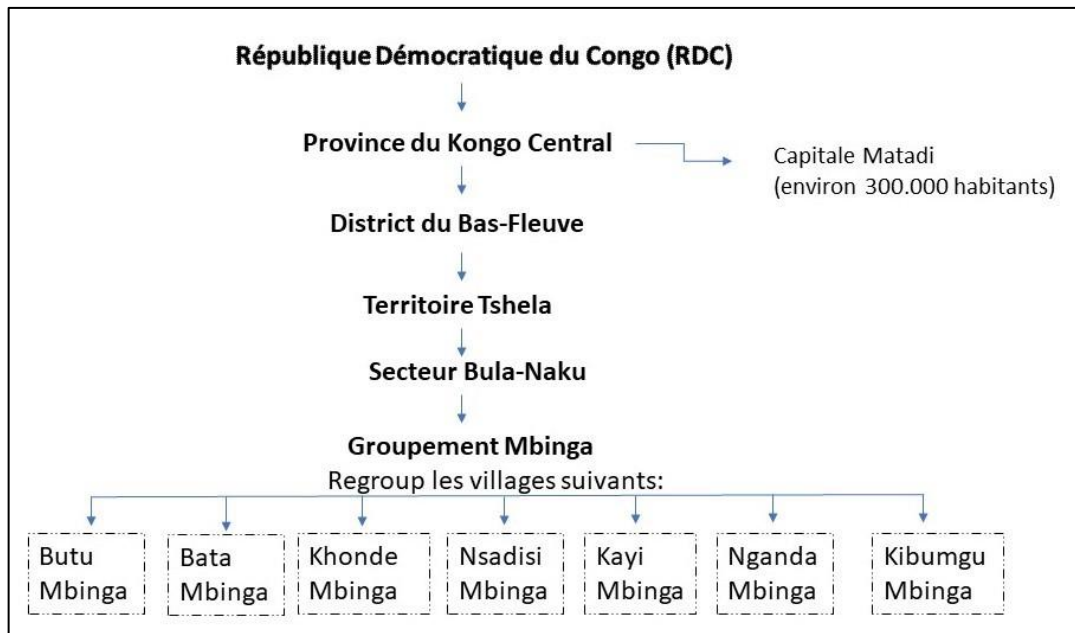 République Démocratique du Congo (RDC)
Province du Kongo Central
Capitale Matadi
(environ 300.000 habitants)
District du Bas-Fleuve
Territoire Tshela
Secteur Bula-Naku
Groupement Mbinga
Regroup les villages suivants:
Butu
Mbinga
Bata
Mbinga
Khonde
Mbinga
Nsadisi
Mbinga
Kayi
Mbinga
Nganda
Mbinga
Kibumgu
Mbinga